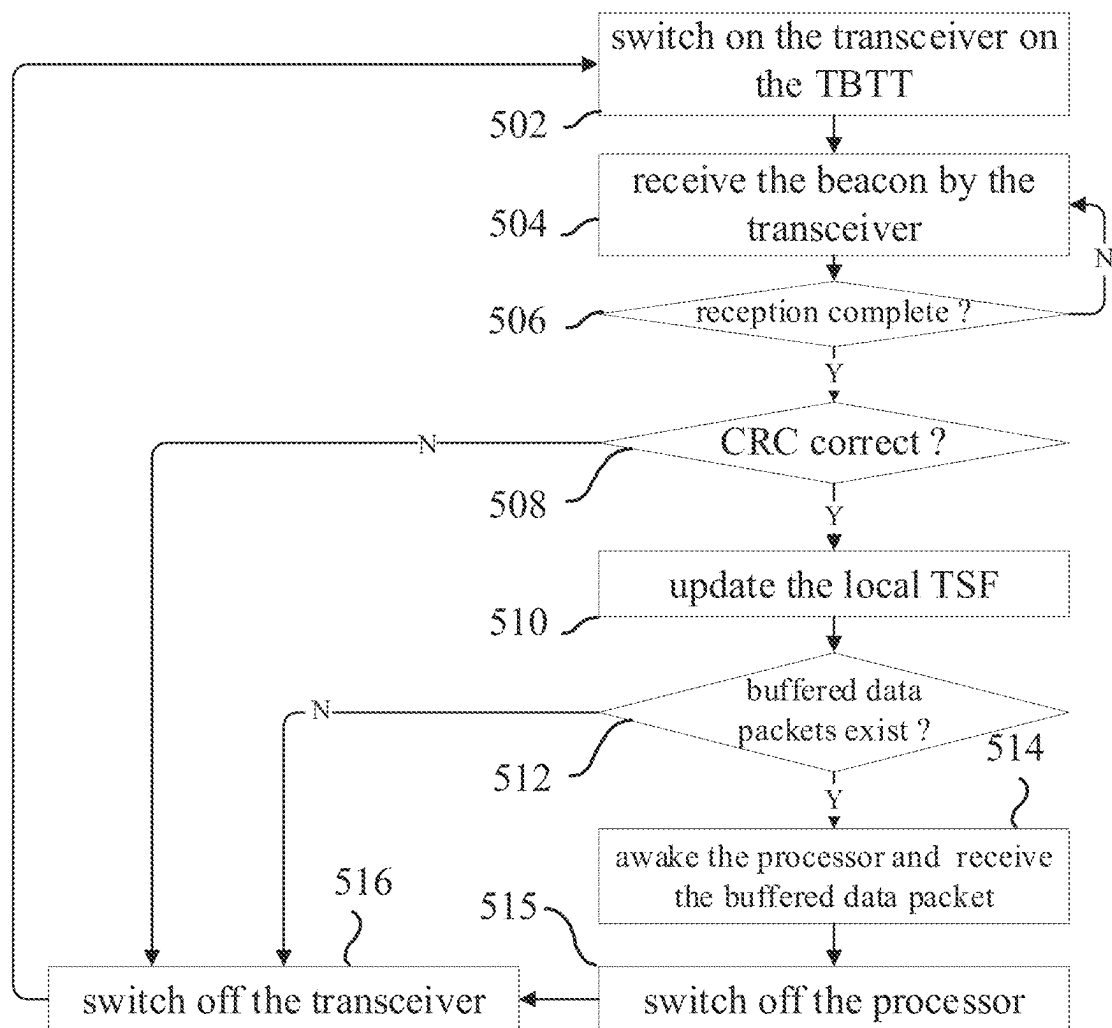 switch on the transceiver on
the TBTT
502
receive the beacon by the
transceiver
504
N
reception complete ?
506
Y
CRC correct ?
N
508
Y
update the local TSF
510
buffered data
packets exist ?
N
512
514
Y
awake the processor and receive
the buffered data packet
516
515
switch off the transceiver
switch off the processor